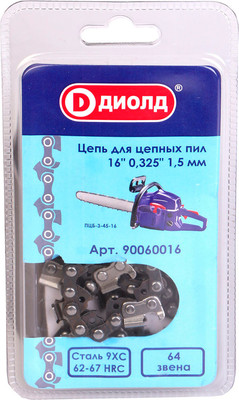 D ДИОЛД ®
Цепь для цепных пил
16" 0,325" 1,5 мм
ПЦБ-3-45-16
Арт. 90060016
Сталь 9ХС
62-67 HRC
64
звена